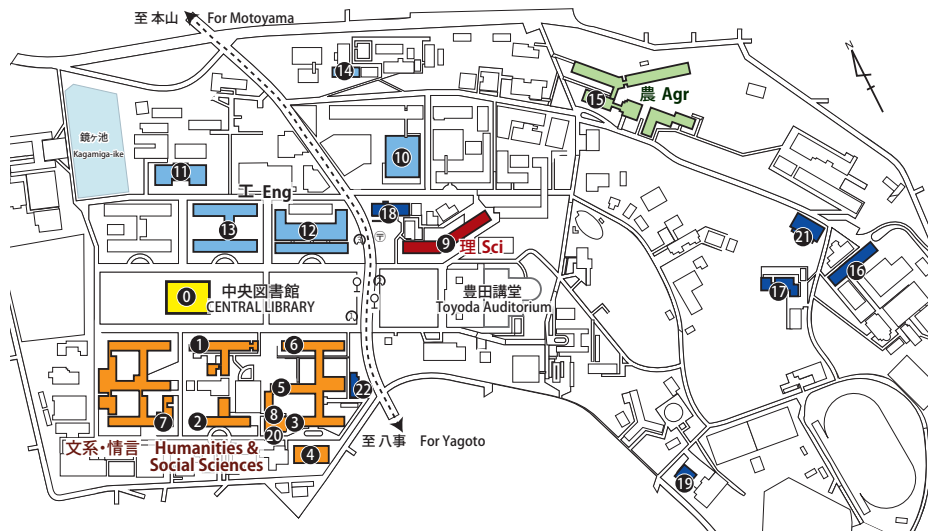 至 本山 For Motoyama
14
農 Agr
15
N
鏡ヶ池
Kagamiga-ike
10
11
工 Eng
18
13
12
〒
9
理 Sci
21
16
17
0
中央図書館
CENTRAL LIBRARY
豊田講堂
Toyoda Auditorium
1
6
5
22
7
2
8
3
20
4
文系・情言 Humanities &
Social Sciences
至 八事 For Yagoto
19